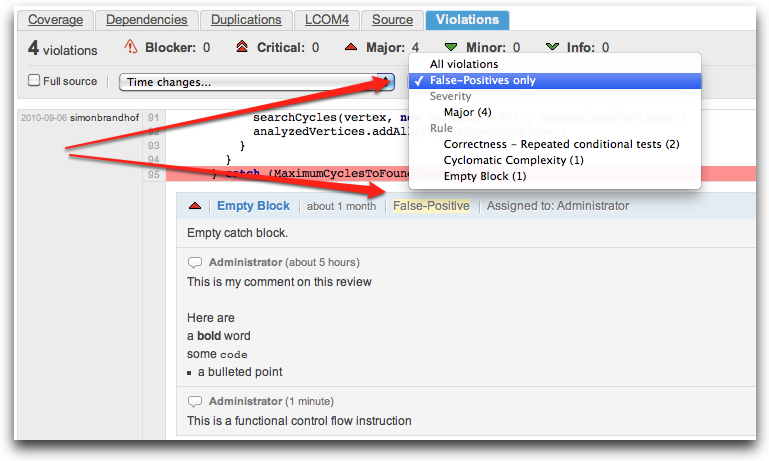 Coverage Dependencies Duplications LCOM4 Source Violations
4 violations Blocker: 0 Critical: 0 Major: 4 Minor: 0 Info: 0
Full source Time changes...
All violations
✓ False-Positives only
Severity
Major (4)
Rule
Correctness – Repeated conditional tests (2)
Cyclomatic Complexity (1)
Empty Block (1)
2010-09-06 simonbrandhof 91 searchCycles(vertex,
analyzedVertices.addAl
93 }
94 }
95 } catch (MaximumCyclesToFoun
Empty Block about 1 month False-Positive Assigned to: Administrator
Empty catch block.
Administrator (about 5 hours)
This is my comment on this review
Here are
a bold word
some code
▪ a bulleted point
Administrator (1 minute)
This is a functional control flow instruction